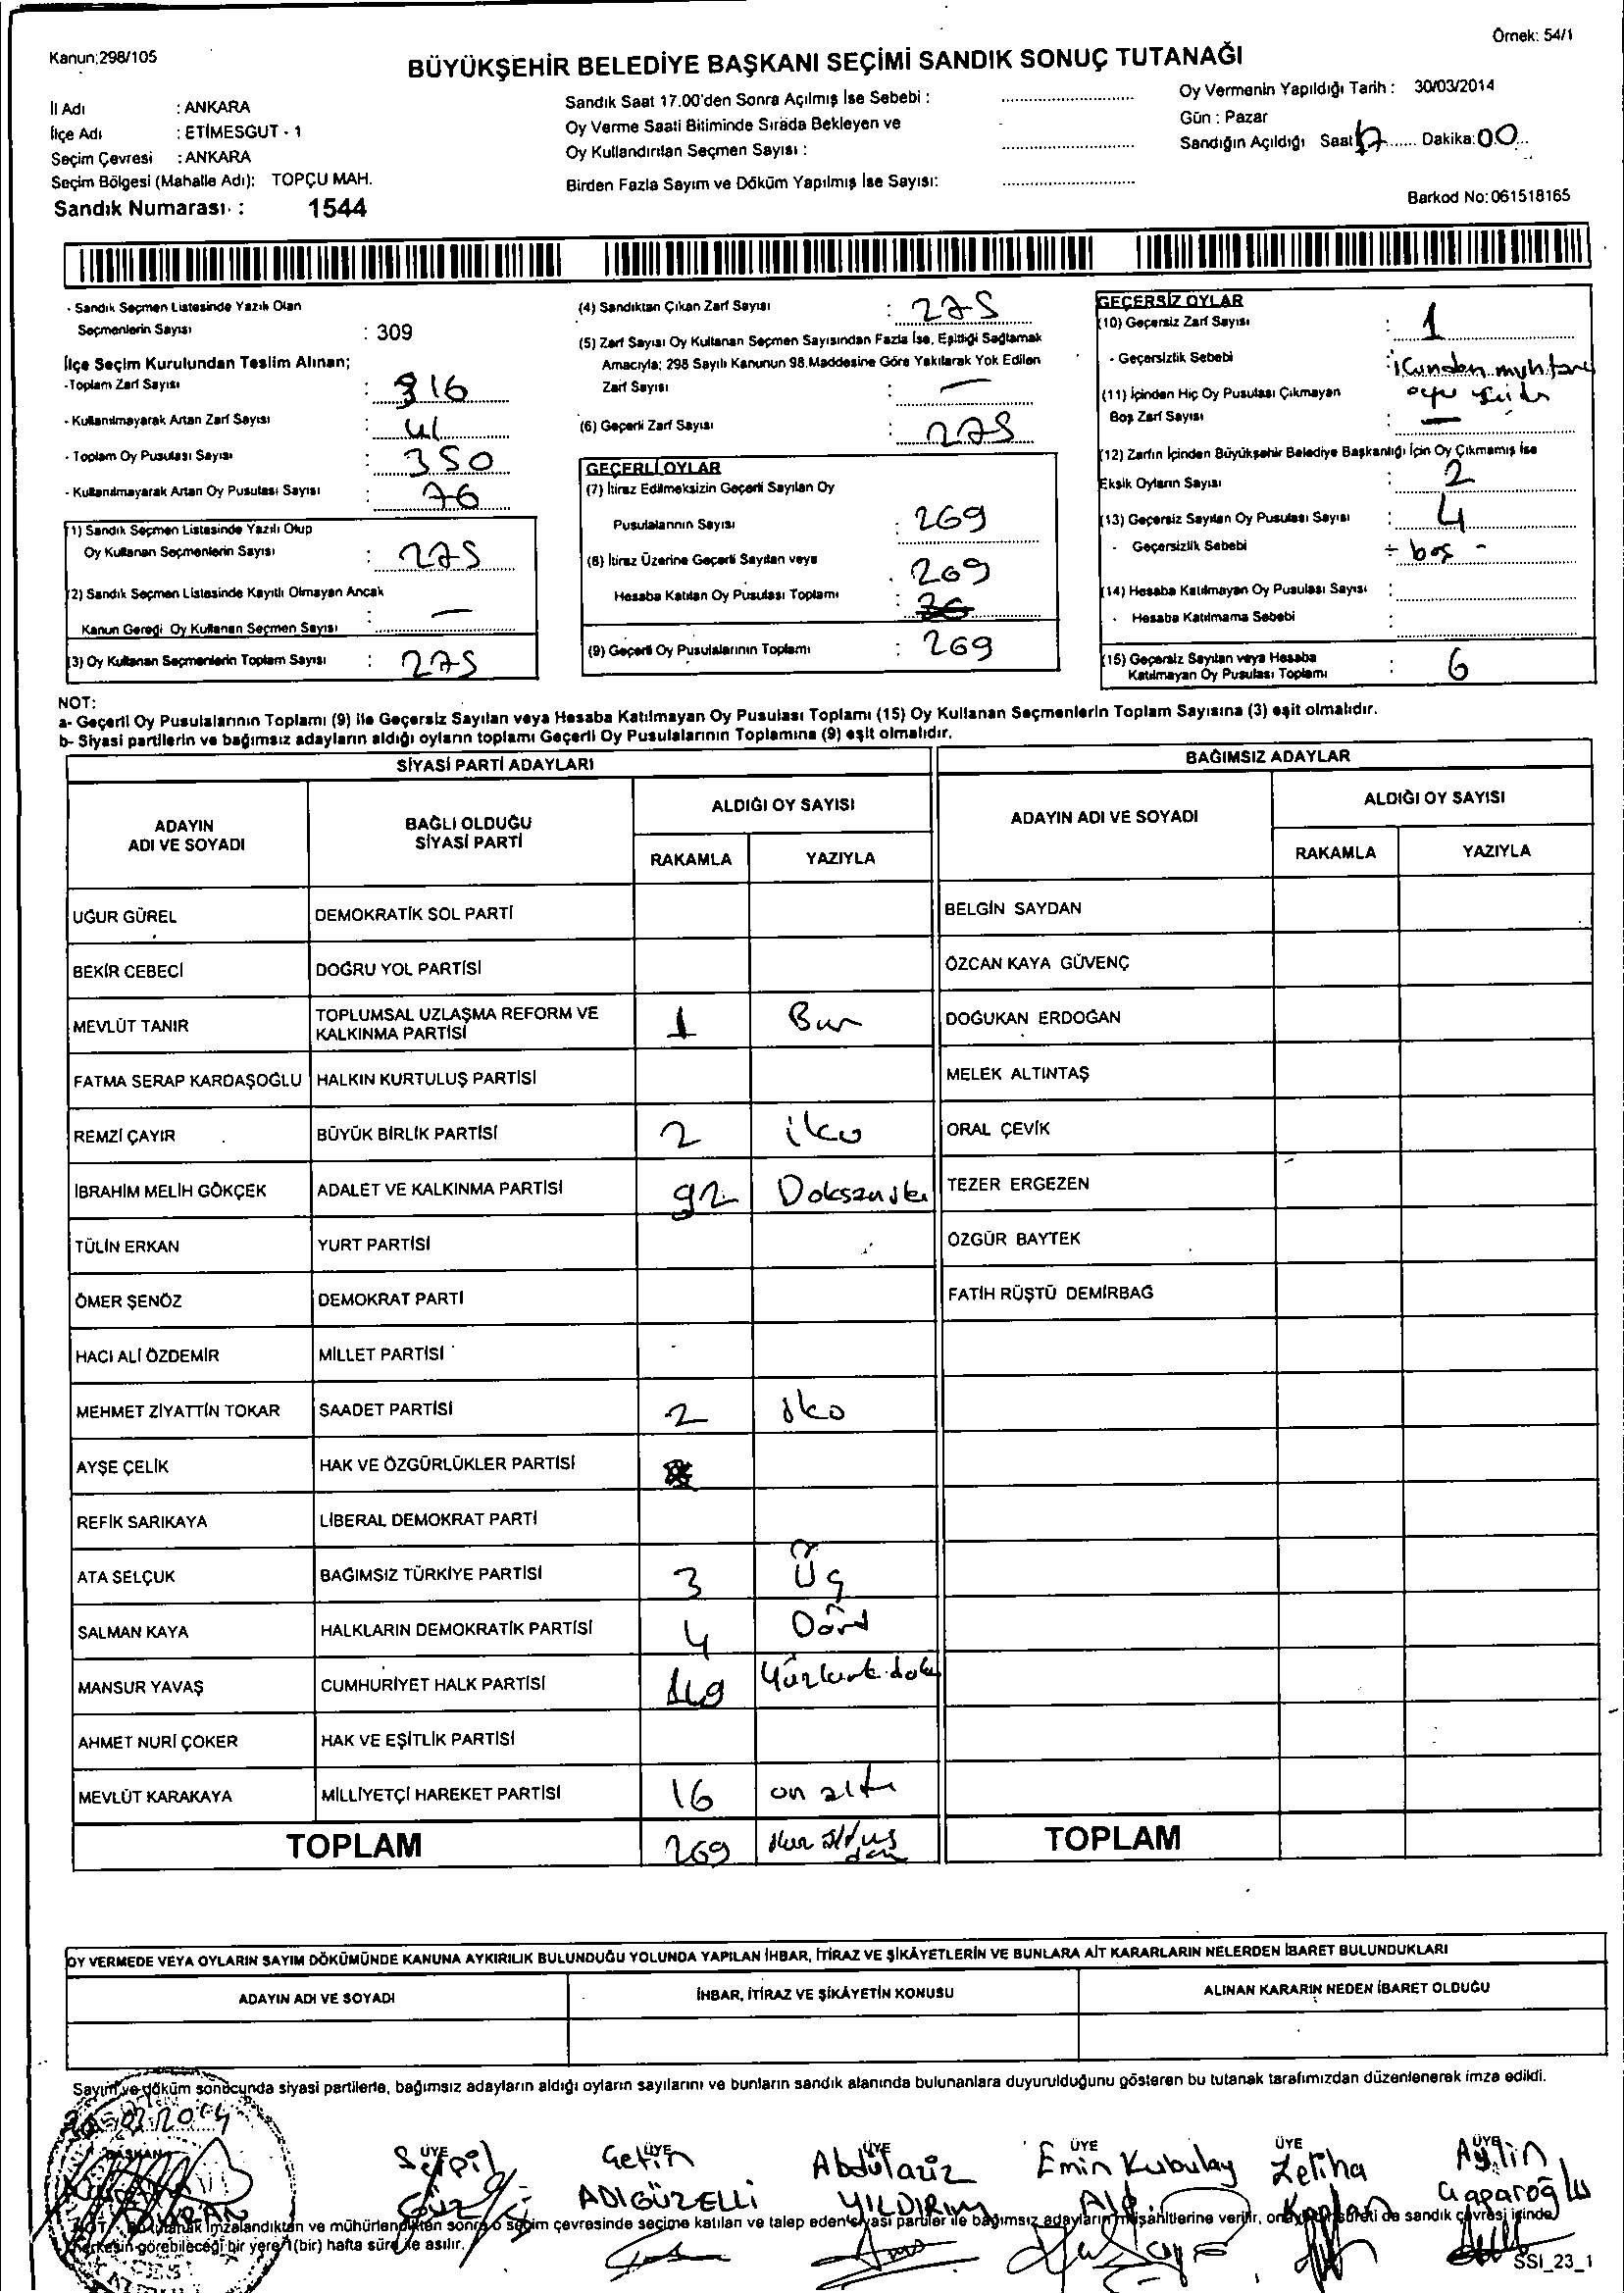 Örnek: 54/1
Kanun:298/105
BÜYÜKŞEHİR BELEDİYE BAŞKANI SEÇİMİ SANDIK SONUÇ TUTANAĞI
İl Adı : ANKARA
İlçe Adı : ETİMESGUT - 1
Seçim Çevresi : ANKARA
Seçim Bölgesi (Mahalle Adı): TOPÇU MAH.
Sandık Numarası : 1544
Sandık Saat 17.00'den Sonra Açılmış İse Sebebi :
Oy Verme Saati Bitiminde Sırada Bekleyen ve
Oy Kullandırılan Seçmen Sayısı :
Birden Fazla Sayım ve Döküm Yapılmış İse Sayısı:
Oy Vermenin Yapıldığı Tarih : 30/03/2014
Gün : Pazar
Sandığın Açıldığı Saat 17 Dakika: 00
Barkod No:061518165
- Sandık Seçmen Listesinde Yazılı Olan
Seçmenlerin Sayısı : 309
İlçe Seçim Kurulundan Teslim Alınan;
-Toplam Zarf Sayısı : 316
- Kullanılmayarak Artan Zarf Sayısı : 41
- Toplam Oy Pusulası Sayısı : 350
- Kullanılmayarak Artan Oy Pusulası Sayısı : 76
(1) Sandık Seçmen Listesinde Yazılı Olup
Oy Kullanan Seçmenlerin Sayısı : 275
(2) Sandık Seçmen Listesinde Kayıtlı Olmayan Ancak
Kanun Gereği Oy Kullanan Seçmen Sayısı : —
(3) Oy Kullanan Seçmenlerin Toplam Sayısı : 275
(4) Sandıktan Çıkan Zarf Sayısı : 275
(5) Zarf Sayısı Oy Kullanan Seçmen Sayısından Fazla İse, Eşitliği Sağlamak
Amacıyla; 298 Sayılı Kanunun 98.Maddesine Göre Yakılarak Yok Edilen
Zarf Sayısı : —
(6) Geçerli Zarf Sayısı : 275
GEÇERLİ OYLAR
(7) İtiraz Edilmeksizin Geçerli Sayılan Oy
Pusulalarının Sayısı : 269
(8) İtiraz Üzerine Geçerli Sayılan veya
Hesaba Katılan Oy Pusulası Toplamı : 269
(9) Geçerli Oy Pusulalarının Toplamı : 269
GEÇERSİZ OYLAR
(10) Geçersiz Zarf Sayısı : 1
- Geçersizlik Sebebi : içinden muhtar
oyu
(11) İçinden Hiç Oy Pusulası Çıkmayan
Boş Zarf Sayısı : —
(12) Zarfın İçinden Büyükşehir Belediye Başkanlığı İçin Oy Çıkmamış İse
Eksik Oyların Sayısı : 2
(13) Geçersiz Sayılan Oy Pusulası Sayısı : 4
- Geçersizlik Sebebi : - boş -
(14) Hesaba Katılmayan Oy Pusulası Sayısı :
- Hesaba Katılmama Sebebi :
(15) Geçersiz Sayılan veya Hesaba
Katılmayan Oy Pusulası Toplamı : 6
NOT:
a- Geçerli Oy Pusulalarının Toplamı (9) ile Geçersiz Sayılan veya Hesaba Katılmayan Oy Pusulası Toplamı (15) Oy Kullanan Seçmenlerin Toplam Sayısına (3) eşit olmalıdır.
b- Siyasi partilerin ve bağımsız adayların aldığı oyların toplamı Geçerli Oy Pusulalarının Toplamına (9) eşit olmalıdır.
SİYASİ PARTİ ADAYLARI
ADAYIN ADI VE SOYADI
BAĞLI OLDUĞU SİYASİ PARTİ
ALDIĞI OY SAYISI
RAKAMLA YAZIYLA
UĞUR GÜREL DEMOKRATİK SOL PARTİ
BEKİR CEBECİ DOĞRU YOL PARTİSİ
MEVLÜT TANIR TOPLUMSAL UZLAŞMA REFORM VE KALKINMA PARTİSİ 1 Bir
FATMA SERAP KARDAŞOĞLU HALKIN KURTULUŞ PARTİSİ
REMZİ ÇAYIR BÜYÜK BİRLİK PARTİSİ 2 iki
İBRAHİM MELİH GÖKÇEK ADALET VE KALKINMA PARTİSİ 92 Doksaniki
TÜLİN ERKAN YURT PARTİSİ
ÖMER ŞENÖZ DEMOKRAT PARTİ
HACI ALİ ÖZDEMİR MİLLET PARTİSİ
MEHMET ZİYATTİN TOKAR SAADET PARTİSİ 2 iki
AYŞE ÇELİK HAK VE ÖZGÜRLÜKLER PARTİSİ
REFİK SARIKAYA LİBERAL DEMOKRAT PARTİ
ATA SELÇUK BAĞIMSIZ TÜRKİYE PARTİSİ 3 Üç
SALMAN KAYA HALKLARIN DEMOKRATİK PARTİSİ 4 Dört
MANSUR YAVAŞ CUMHURİYET HALK PARTİSİ 149 Yüzkırkdok
AHMET NURİ ÇOKER HAK VE EŞİTLİK PARTİSİ
MEVLÜT KARAKAYA MİLLİYETÇİ HAREKET PARTİSİ 16 on altı
TOPLAM 269
BAĞIMSIZ ADAYLAR
ADAYIN ADI VE SOYADI
ALDIĞI OY SAYISI
RAKAMLA YAZIYLA
BELGİN SAYDAN
ÖZCAN KAYA GÜVENÇ
DOĞUKAN ERDOĞAN
MELEK ALTINTAŞ
ORAL ÇEVİK
TEZER ERGEZEN
ÖZGÜR BAYTEK
FATİH RÜŞTÜ DEMİRBAĞ
TOPLAM
OY VERMEDE VEYA OYLARIN SAYIM DÖKÜMÜNDE KANUNA AYKIRILIK BULUNDUĞU YOLUNDA YAPILAN İHBAR, İTİRAZ VE ŞİKÂYETLERİN VE BUNLARA AİT KARARLARIN NELERDEN İBARET BULUNDUKLARI
ADAYIN ADI VE SOYADI İHBAR, İTİRAZ VE ŞİKÂYETİN KONUSU ALINAN KARARIN NEDEN İBARET OLDUĞU
Sayım ve döküm sonucunda siyasi partilerle, bağımsız adayların aldığı oyların sayılarını ve bunların sandık alanında bulunanlara duyurulduğunu gösteren bu tutanak tarafımızdan düzenlenerek imza edildi.
30.03.2014
BAŞKAN ÜYE ÜYE ÜYE ÜYE ÜYE ÜYE
Serpil Çetin Abdulaziz Emin Kubulay Zeliha Aylin
ADIGÜZELLİ YILDIRIM Alp Kaplan Çaparoğlu
NOT: Bu tutanak imzalandıktan ve mühürlendikten sonra o seçim çevresinde seçime katılan ve talep eden siyasi partiler ile bağımsız adayların müşahitlerine verilir, onaylı bir sureti de sandık çevresi içinde
herkesin görebileceği bir yere 1(bir) hafta süre ile asılır.
SSI_23_1